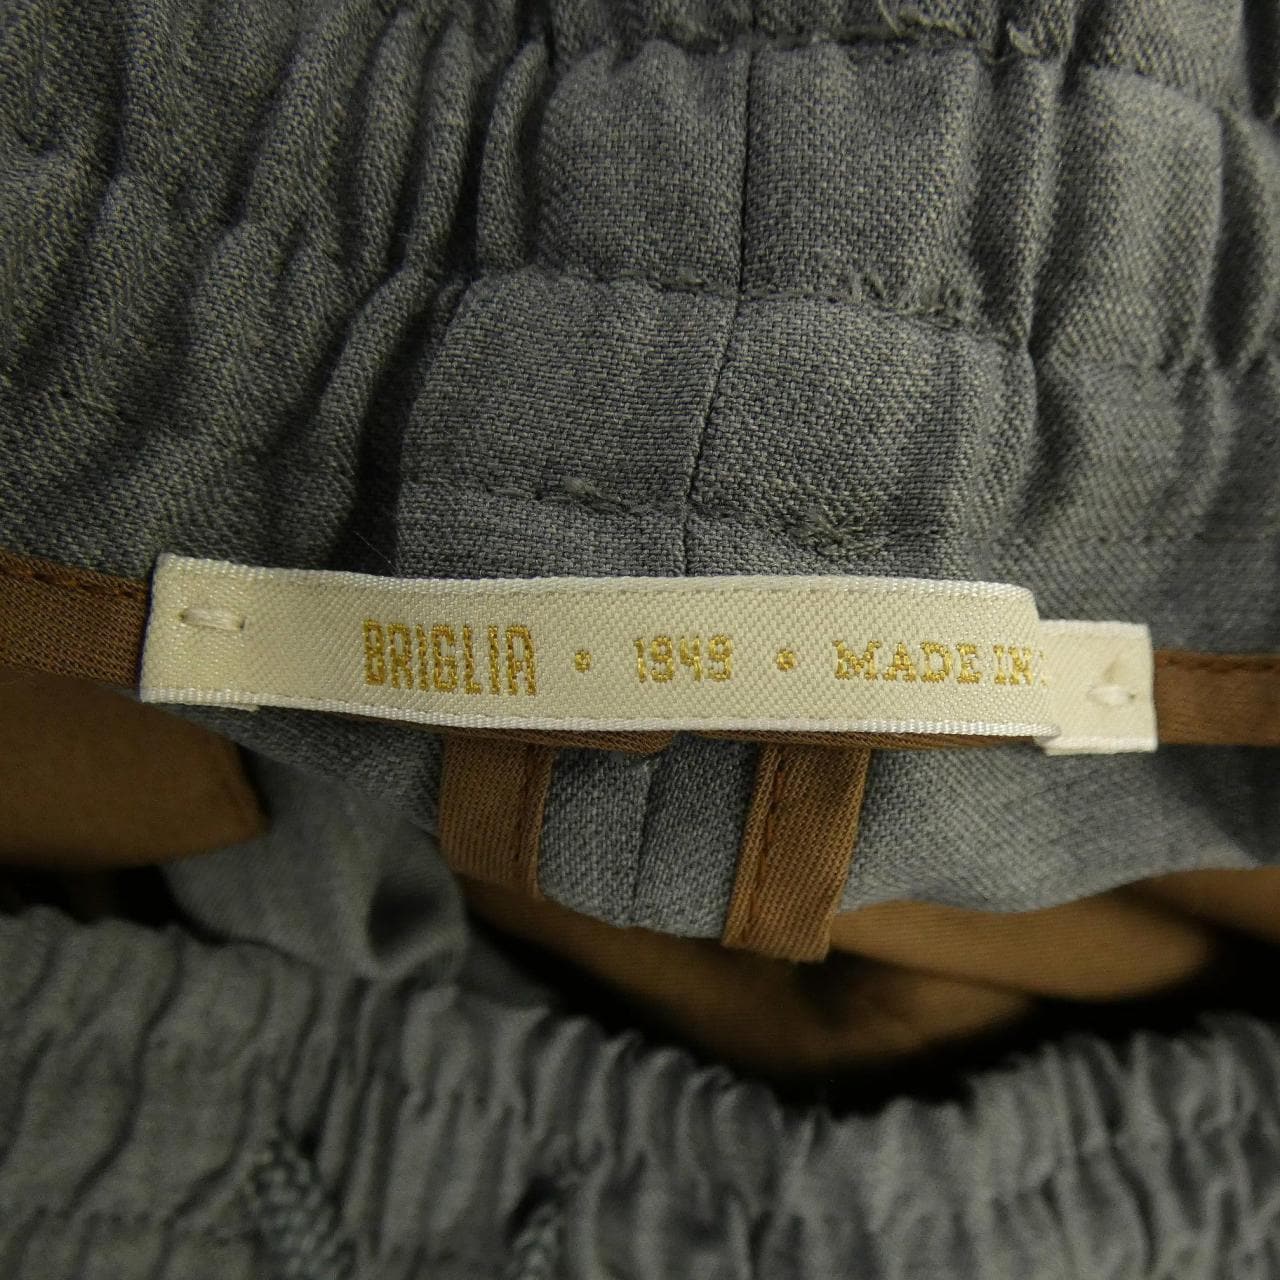 BRIGLIA • 1949 • MADE IN